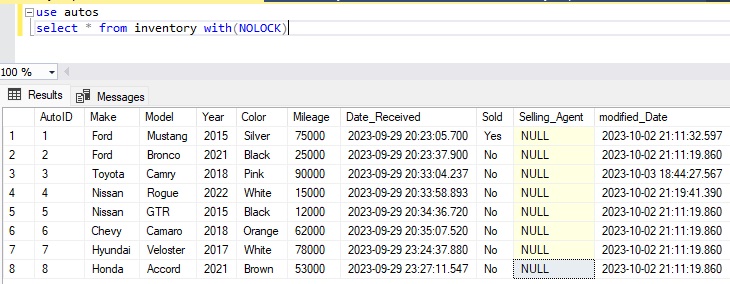 use autos
select * from inventory with(NOLOCK)
100 %
Results Messages
AutoID Make Model Year Color Mileage Date_Received Sold Selling_Agent modified_Date
1 1 Ford Mustang 2015 Silver 75000 2023-09-29 20:23:05.700 Yes NULL 2023-10-02 21:11:32.597
2 2 Ford Bronco 2021 Black 25000 2023-09-29 20:23:37.900 No NULL 2023-10-02 21:11:19.860
3 3 Toyota Camry 2018 Pink 90000 2023-09-29 20:33:04.237 No NULL 2023-10-03 18:44:27.567
4 4 Nissan Rogue 2022 White 15000 2023-09-29 20:33:58.893 No NULL 2023-10-02 21:19:41.390
5 5 Nissan GTR 2015 Black 12000 2023-09-29 20:34:36.720 No NULL 2023-10-02 21:11:19.860
6 6 Chevy Camaro 2018 Orange 62000 2023-09-29 20:35:07.520 No NULL 2023-10-02 21:11:19.860
7 7 Hyundai Veloster 2017 White 78000 2023-09-29 23:24:37.880 No NULL 2023-10-02 21:11:19.860
8 8 Honda Accord 2021 Brown 53000 2023-09-29 23:27:11.547 No NULL 2023-10-02 21:11:19.860